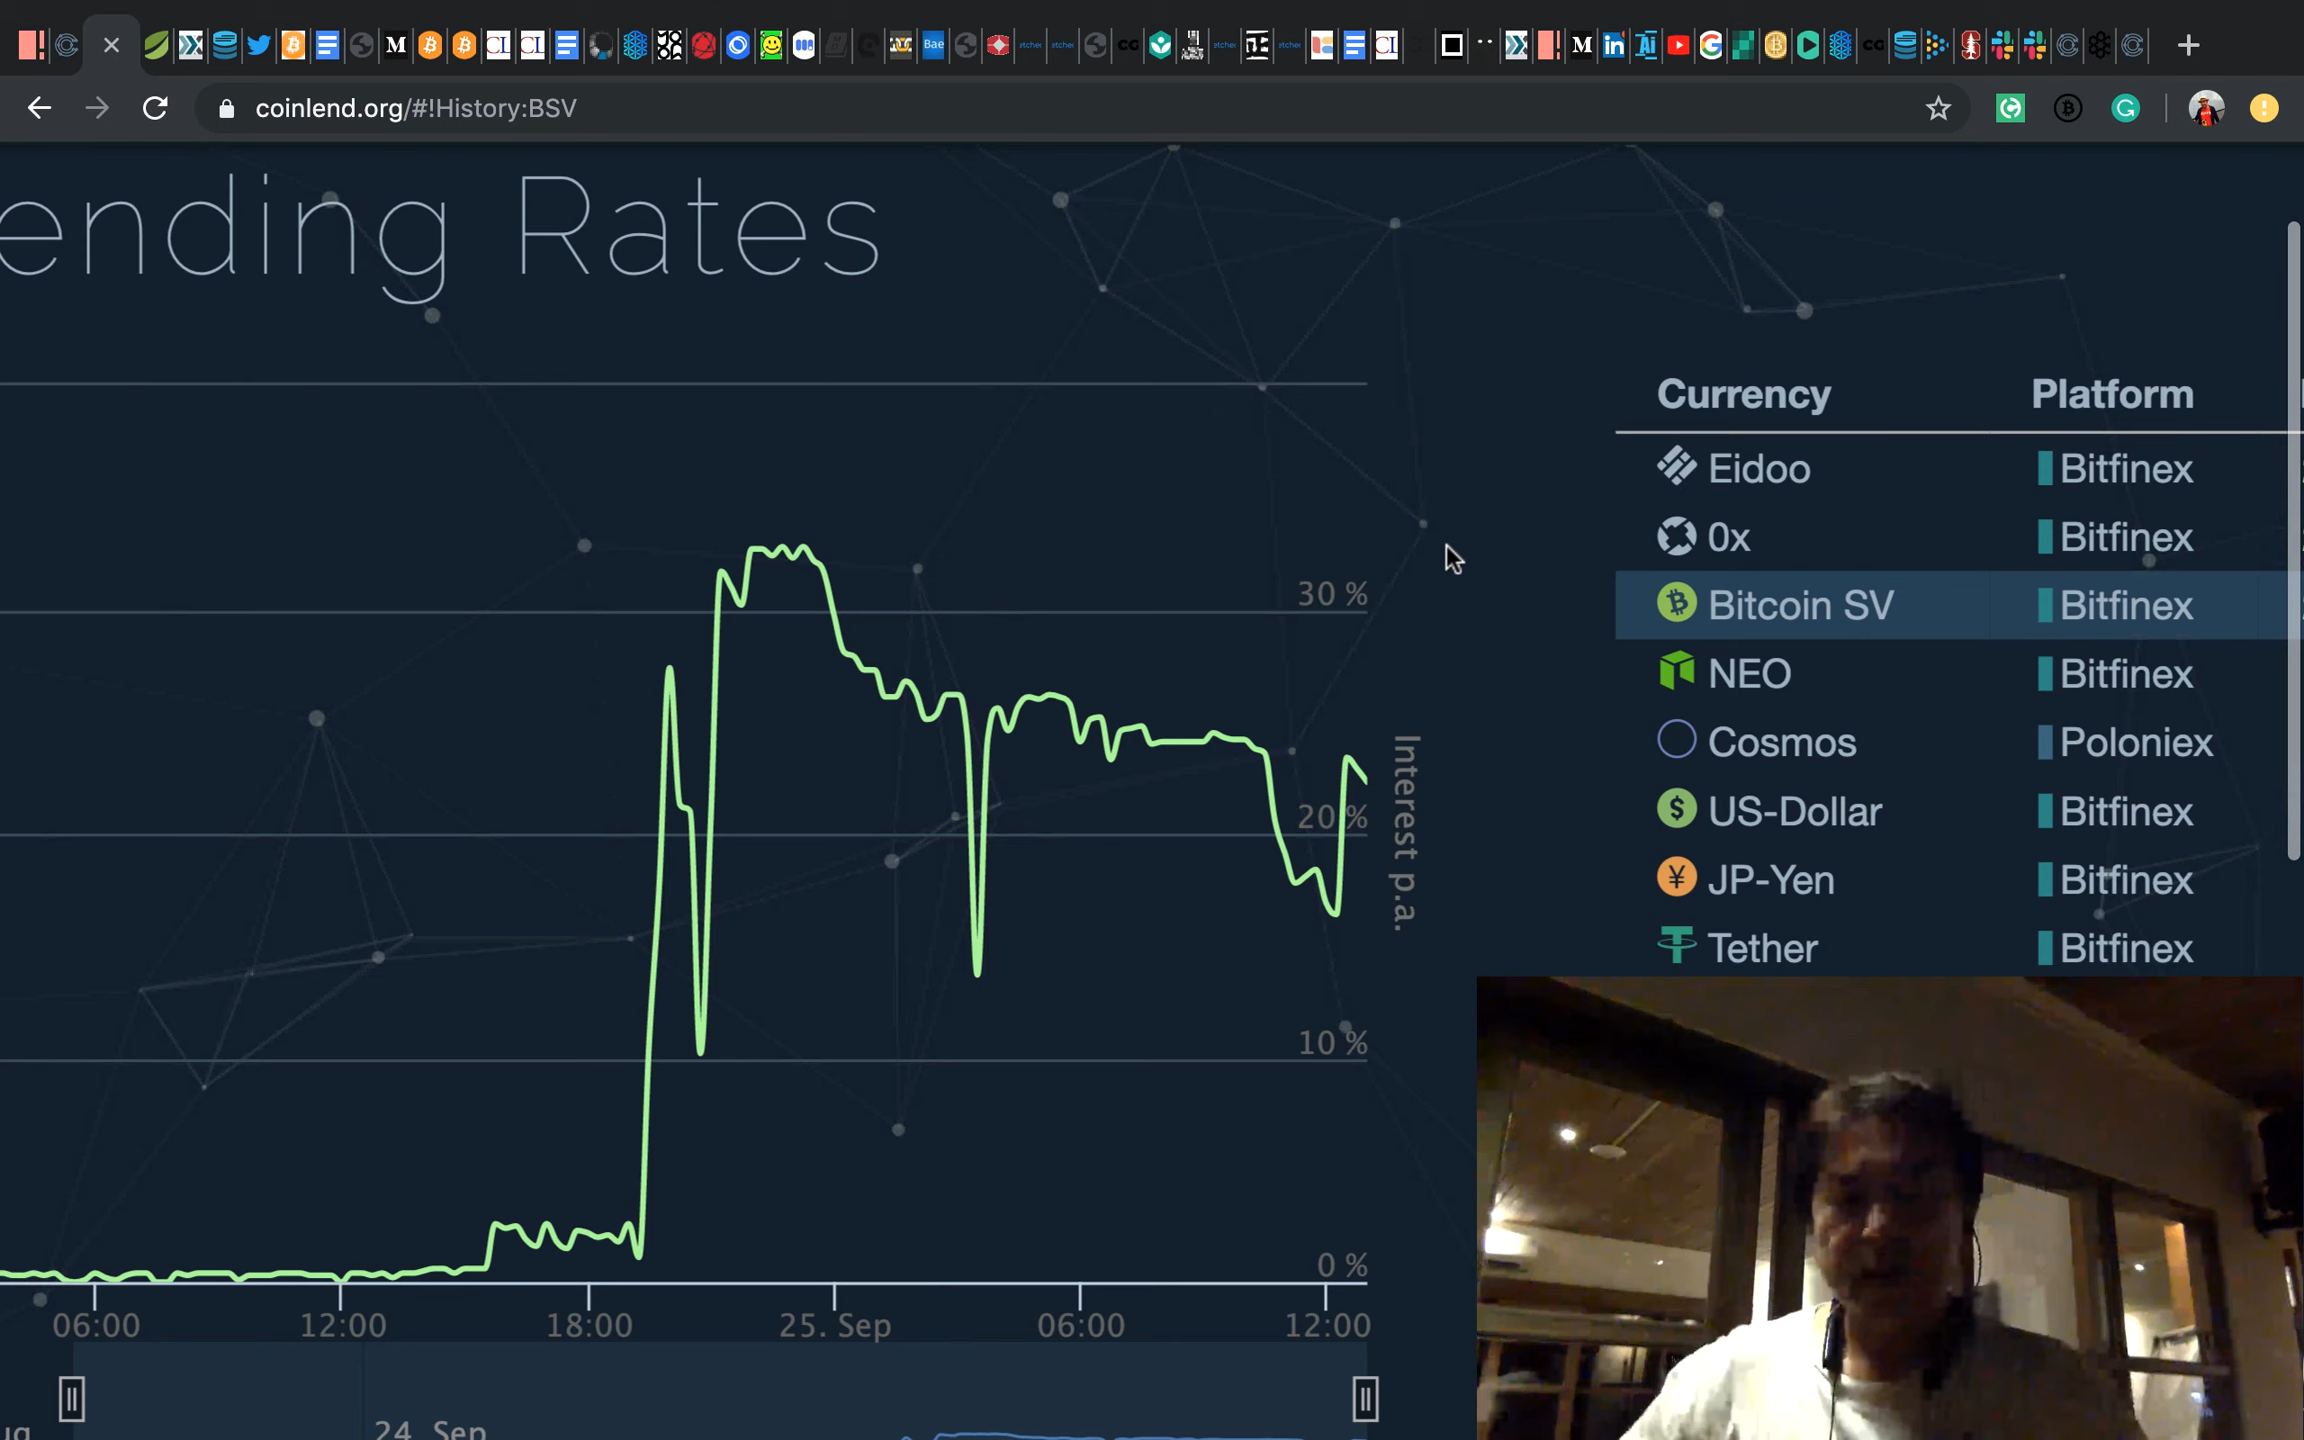 coinlend.org/#!History:BSV
ending Rates
Currency Platform
Eidoo Bitfinex
0x Bitfinex
Bitcoin SV Bitfinex
NEO Bitfinex
Cosmos Poloniex
US-Dollar Bitfinex
JP-Yen Bitfinex
Tether Bitfinex
30 %
20 %
10 %
0 %
Interest p.a.
06:00 12:00 18:00 25. Sep 06:00 12:00
24. Sep